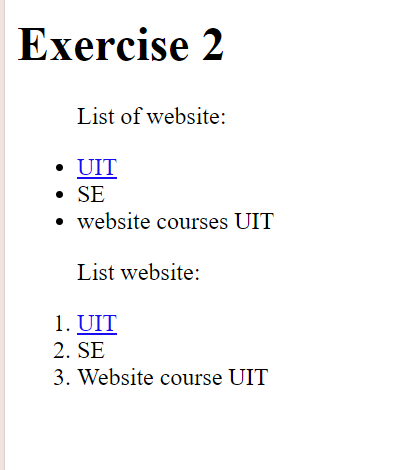 Exercise 2
List of website:
• UIT
• SE
• website courses UIT
List website:
1. UIT
2. SE
3. Website course UIT